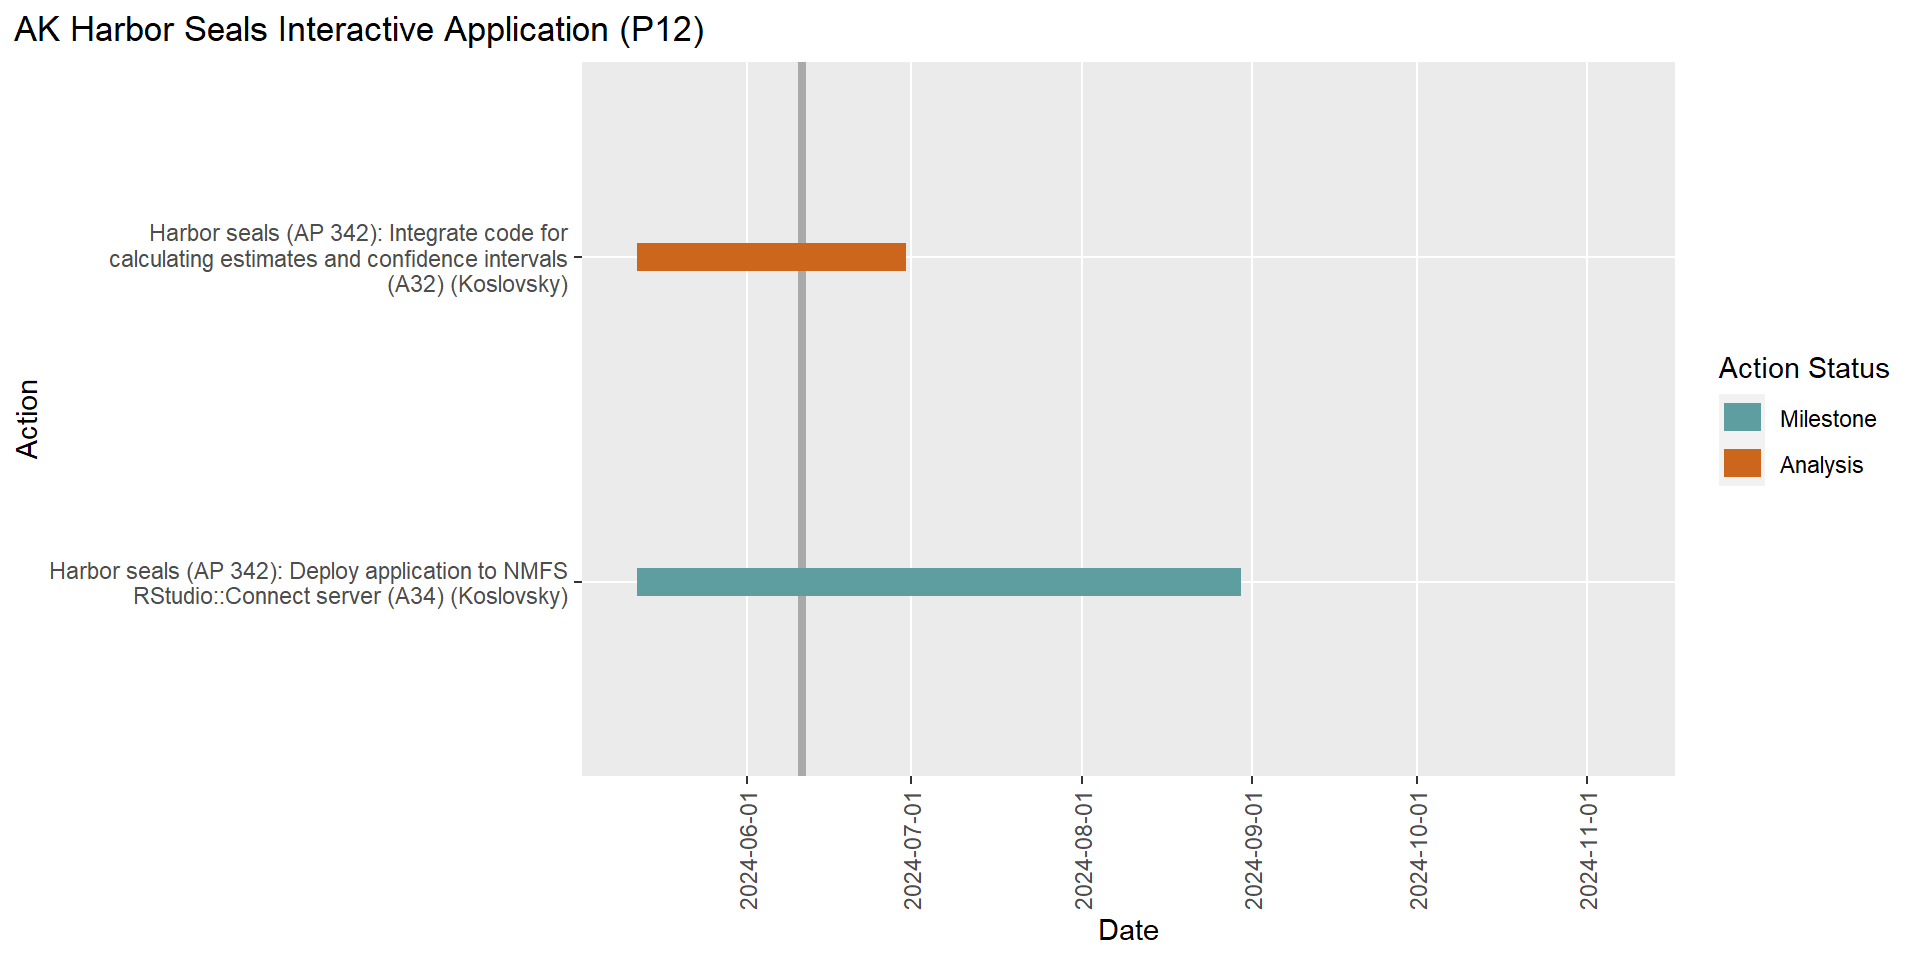 AK Harbor Seals Interactive Application (P12)
Harbor seals (AP 342): Integrate code for
calculating estimates and confidence intervals
(A32) (Koslovsky)
Harbor seals (AP 342): Deploy application to NMFS
RStudio::Connect server (A34) (Koslovsky)
Action
2024-06-01
2024-07-01
2024-08-01
2024-09-01
2024-10-01
2024-11-01
Date
Action Status
Milestone
Analysis